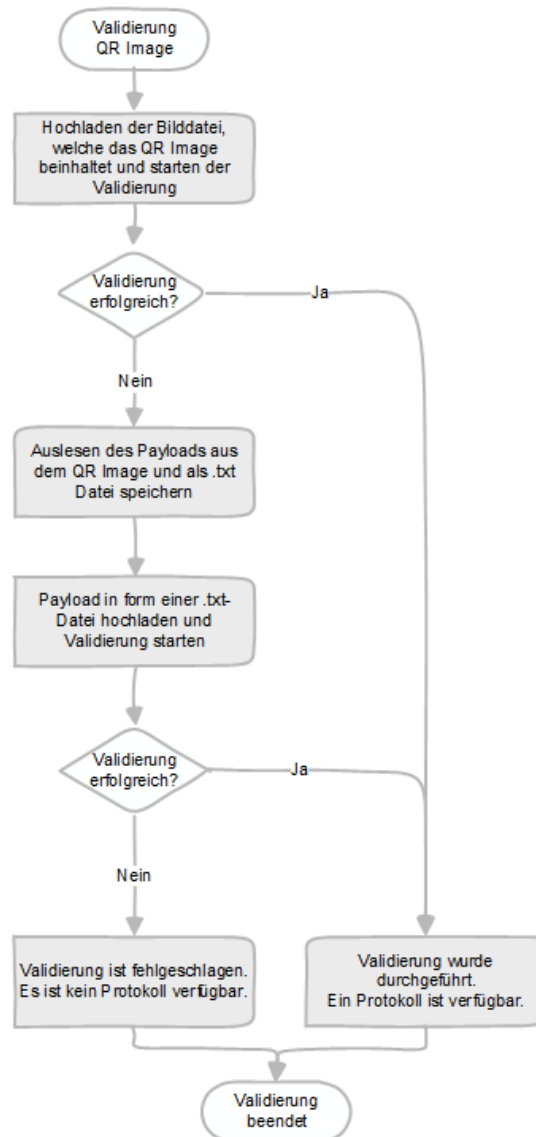 Validierung
QR Image
Hochladen der Bilddatei,
welche das QR Image
beinhaltet und starten der
Validierung
Validierung
erfolgreich?
Ja
Nein
Auslesen des Payloads aus
dem QR Image und als .txt
Datei speichern
Payload in form einer .txt-
Datei hochladen und
Validierung starten
Validierung
erfolgreich?
Ja
Nein
Validierung ist fehlgeschlagen.
Es ist kein Protokoll verfügbar.
Validierung wurde
durchgeführt.
Ein Protokoll ist verfügbar.
Validierung
beendet